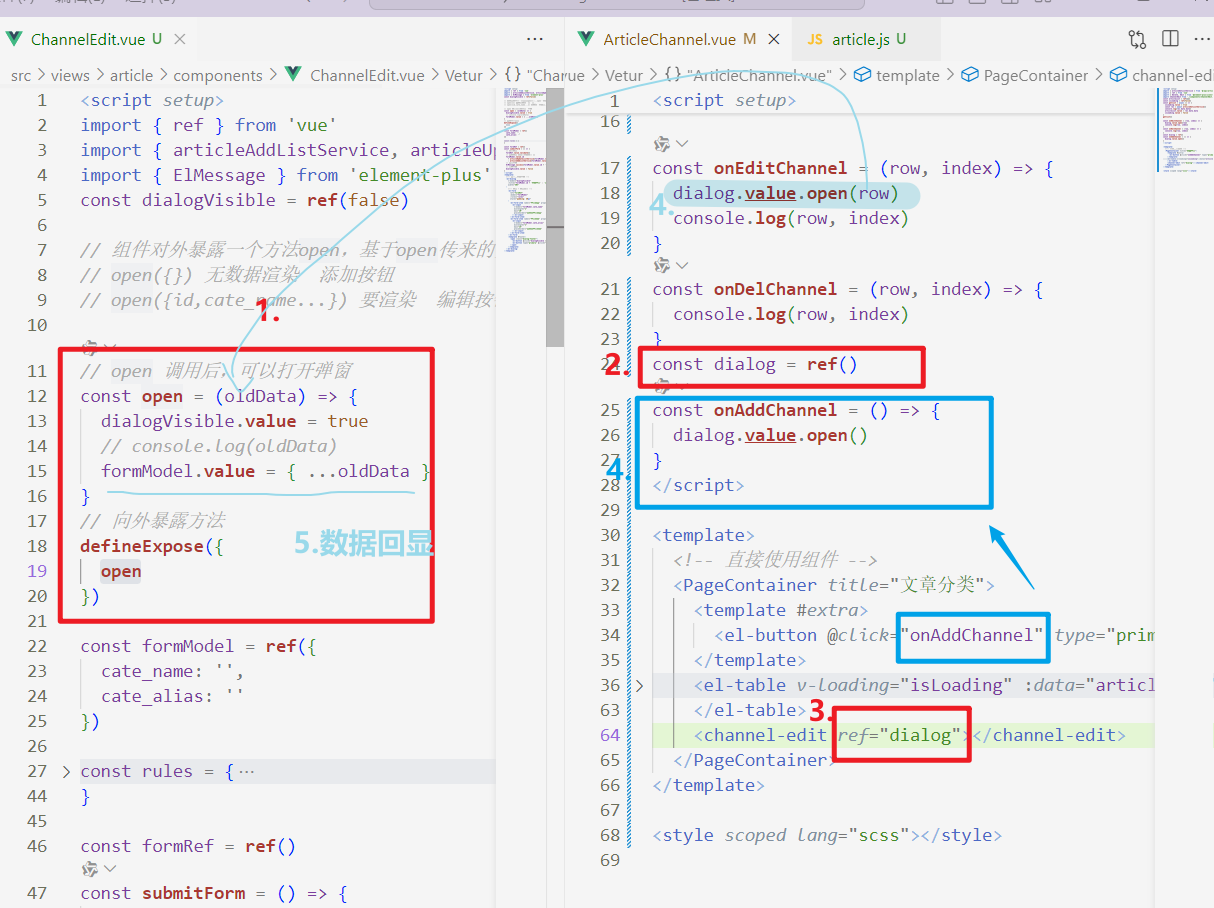 ChannelEdit.vue U
src > views > article > components > ChannelEdit.vue > Vetur > {} "Channe
1 <script setup>
2 import { ref } from 'vue'
3 import { articleAddListService, articleUp
4 import { ElMessage } from 'element-plus'
5 const dialogVisible = ref(false)
6
7 // 组件对外暴露一个方法open，基于open传来的
8 // open({}) 无数据渲染 添加按钮
9 // open({id,cate_name...}) 要渲染 编辑按
1.
10
11 // open 调用后，可以打开弹窗
12 const open = (oldData) => {
13 dialogVisible.value = true
14 // console.log(oldData)
15 formModel.value = { ...oldData }
16 }
17 // 向外暴露方法
18 defineExpose({
5.数据回显
19 open
20 })
21
22 const formModel = ref({
23 cate_name: '',
24 cate_alias: ''
25 })
26
27 const rules = {…
44 }
45
46 const formRef = ref()
47 const submitForm = () => {
ArticleChannel.vue M
JS article.js U
ue > Vetur > {} "ArticleChannel.vue" > template > PageContainer > channel-edi
1 <script setup>
16
17 const onEditChannel = (row, index) => {
18 dialog.value.open(row)
4.
19 console.log(row, index)
20 }
21 const onDelChannel = (row, index) => {
22 console.log(row, index)
23 }
2.
24 const dialog = ref()
25 const onAddChannel = () => {
26 dialog.value.open()
4.
27 }
28 </script>
29
30 <template>
31 <!-- 直接使用组件 -->
32 <PageContainer title="文章分类">
33 <template #extra>
34 <el-button @click="onAddChannel" type="prim
35 </template>
36 <el-table v-loading="isLoading" :data="articl
63 </el-table>
3.
64 <channel-edit ref="dialog"></channel-edit>
65 </PageContainer>
66 </template>
67
68 <style scoped lang="scss"></style>
69